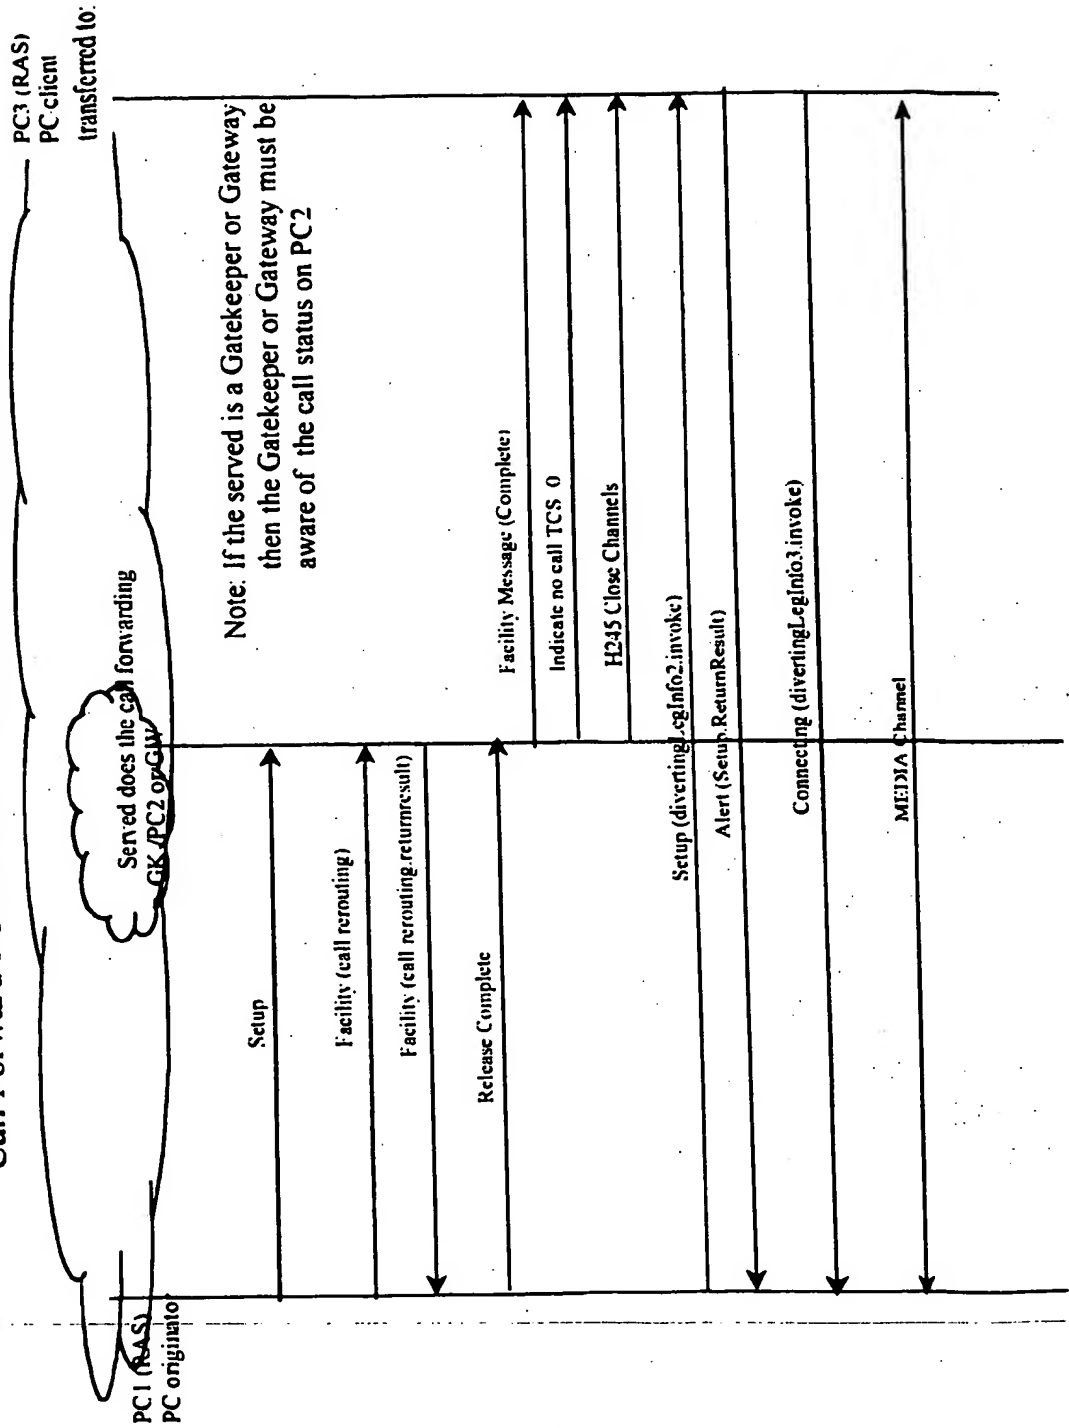 PC3 (RAS)
PC-client
transferred to:
Served does the call forwarding
GK /PC2 or GW
PC1 (RAS)
PC originato
Note: If the served is a Gatekeeper or Gateway
then the Gatekeeper or Gateway must be
aware of the call status on PC2
Setup
Facility (call rerouting)
Facility (call rerouting.returnresult)
Release Complete
Facility Message (Complete)
Indicate no call TCS 0
H245 Close Channels
Setup (divertingLegInfo2.invoke)
Alert (Setup.ReturnResult)
Connecting (divertingLegInfo3.invoke)
MEDIA Channel